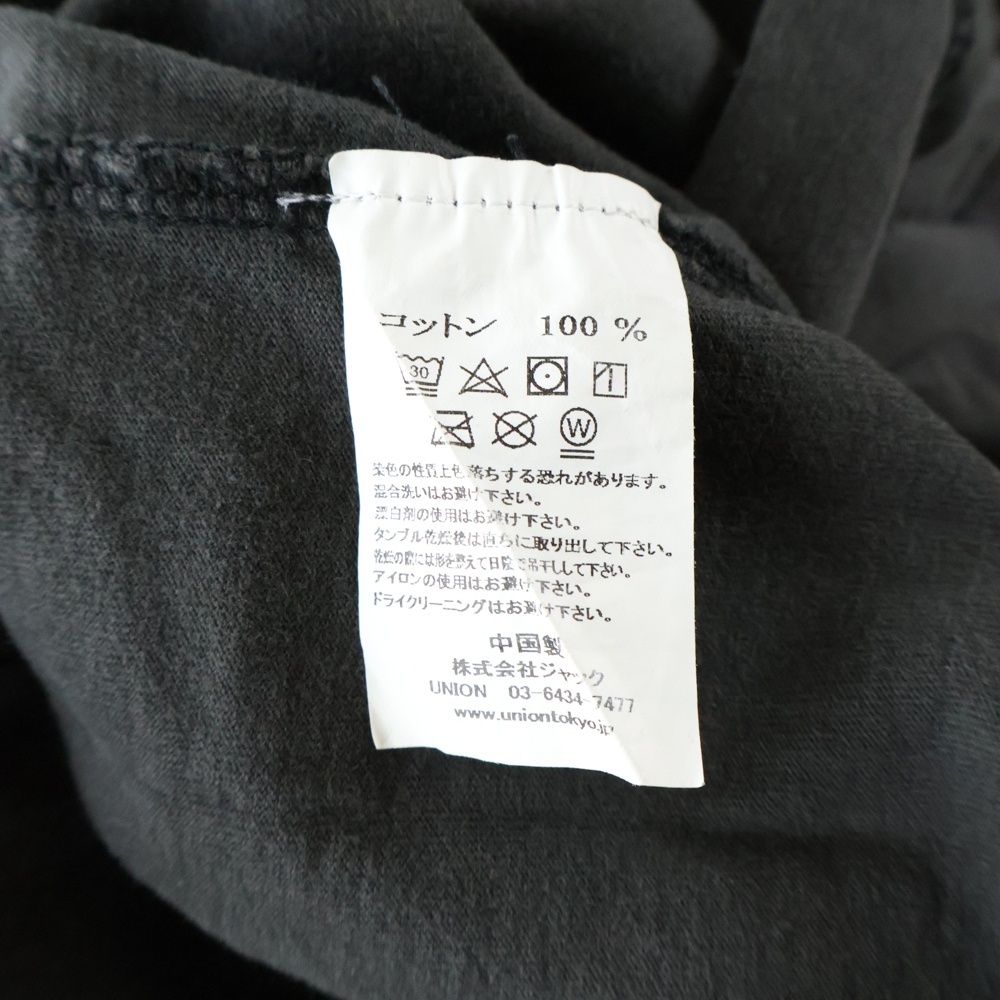 コットン 100 %
30
W
染色の性質上色落ちする恐れがあります。
混合洗いはお避け下さい。
漂白剤の使用はお避け下さい。
タンブル乾燥後は直ちに取り出して下さい。
乾燥の際には形を整えて日陰で吊干しして下さい。
アイロンの使用はお避け下さい。
ドライクリーニングはお避け下さい。
中国製
株式会社ジャック
UNION 03-6434-7477
www.uniontokyo.jp